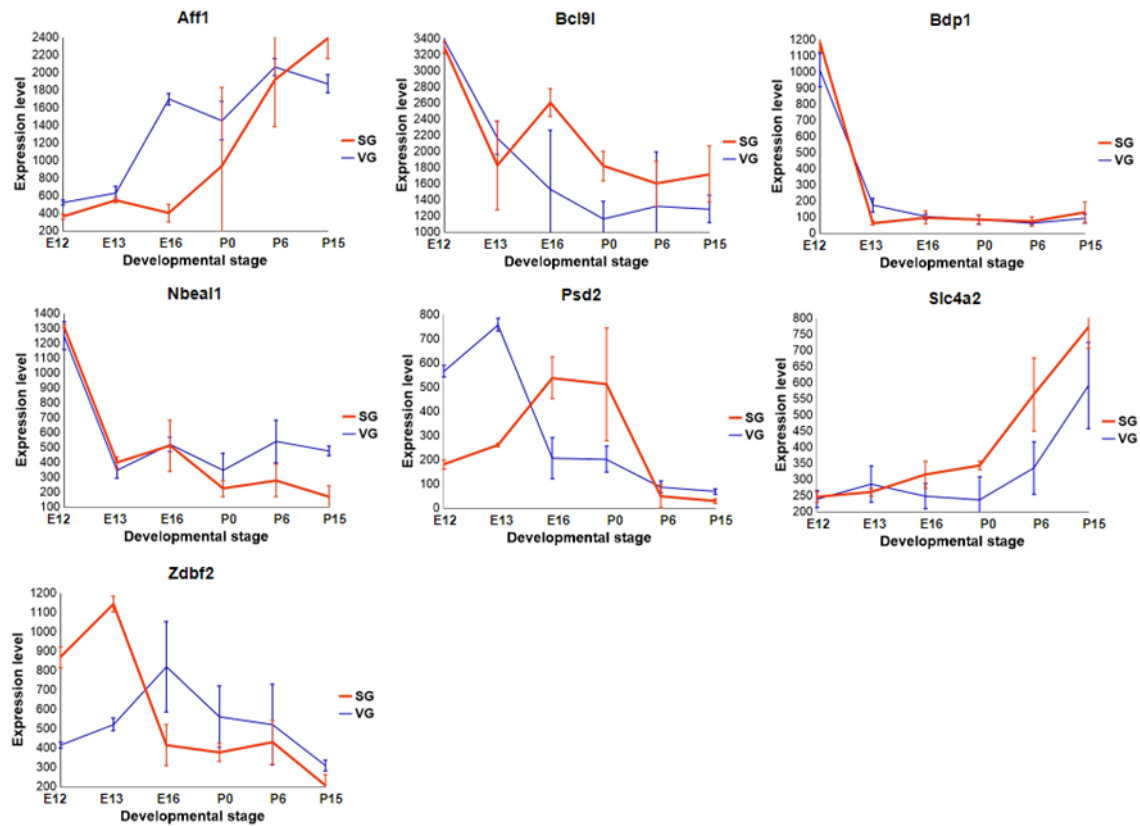 Aff1
Expression level
2400
2200
2000
1800
1600
1400
1200
1000
800
600
400
200
E12 E13 E16 P0 P6 P15
Developmental stage
SG
VG
Bcl9l
Expression level
3400
3200
3000
2800
2600
2400
2200
2000
1800
1600
1400
1200
1000
E12 E13 E16 P0 P6 P15
Developmental stage
SG
VG
Bdp1
Expression level
1200
1100
1000
900
800
700
600
500
400
300
200
100
0
E12 E13 E16 P0 P6 P15
Developmental stage
SG
VG
Nbeal1
Expression level
1400
1300
1200
1100
1000
900
800
700
600
500
400
300
200
100
E12 E13 E16 P0 P6 P15
Developmental stage
SG
VG
Psd2
Expression level
800
700
600
500
400
300
200
100
0
E12 E13 E16 P0 P6 P15
Developmental stage
SG
VG
Slc4a2
Expression level
800
750
700
650
600
550
500
450
400
350
300
250
200
E12 E13 E16 P0 P6 P15
Developmental stage
SG
VG
Zdbf2
Expression level
1200
1100
1000
900
800
700
600
500
400
300
200
E12 E13 E16 P0 P6 P15
Developmental stage
SG
VG